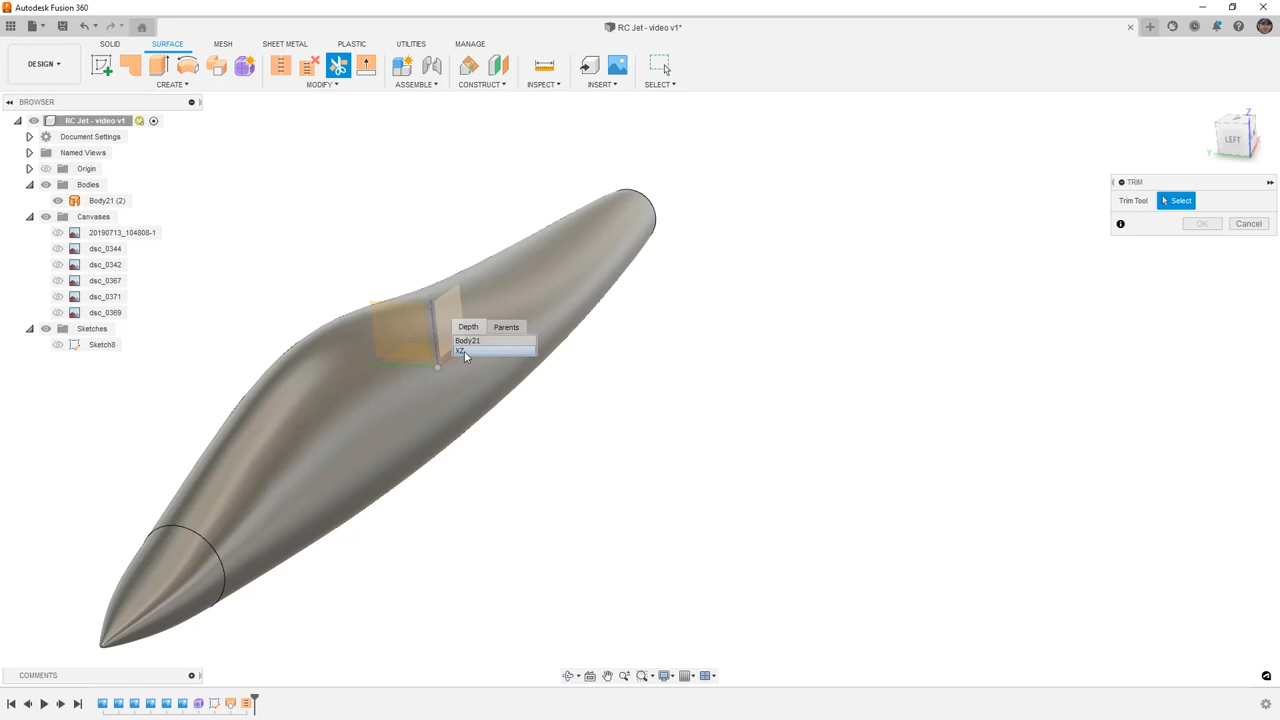 Autodesk Fusion 360
RC Jet - video v1*
DESIGN
SOLID
SURFACE
MESH
SHEET METAL
PLASTIC
UTILITIES
MANAGE
CREATE
MODIFY
ASSEMBLE
CONSTRUCT
INSPECT
INSERT
SELECT
BROWSER
RC Jet - video v1
Document Settings
Named Views
Origin
Bodies
Body21 (2)
Canvases
20190713_104808-1
dsc_0344
dsc_0342
dsc_0367
dsc_0371
dsc_0369
Sketches
Sketch8
Depth
Parents
Body21
XZ
Z
LEFT
Y
X
TRIM
Trim Tool
Select
OK
Cancel
COMMENTS